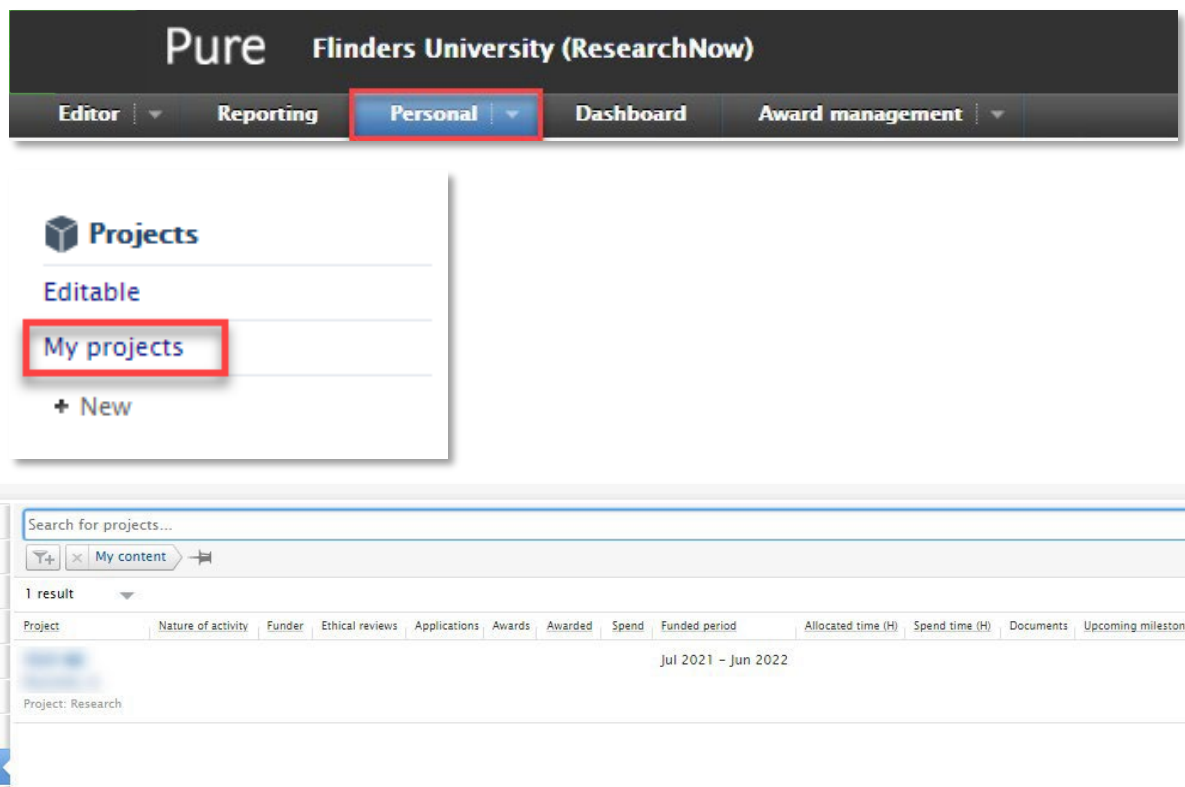 Pure Flinders University (ResearchNow)
Editor Reporting Personal Dashboard Award management
Projects
Editable
My projects
+ New
Search for projects...
My content
1 result
Project Nature of activity Funder Ethical reviews Applications Awards Awarded Spend Funded period Allocated time (H) Spend time (H) Documents Upcoming mileston
Jul 2021 – Jun 2022
Project: Research